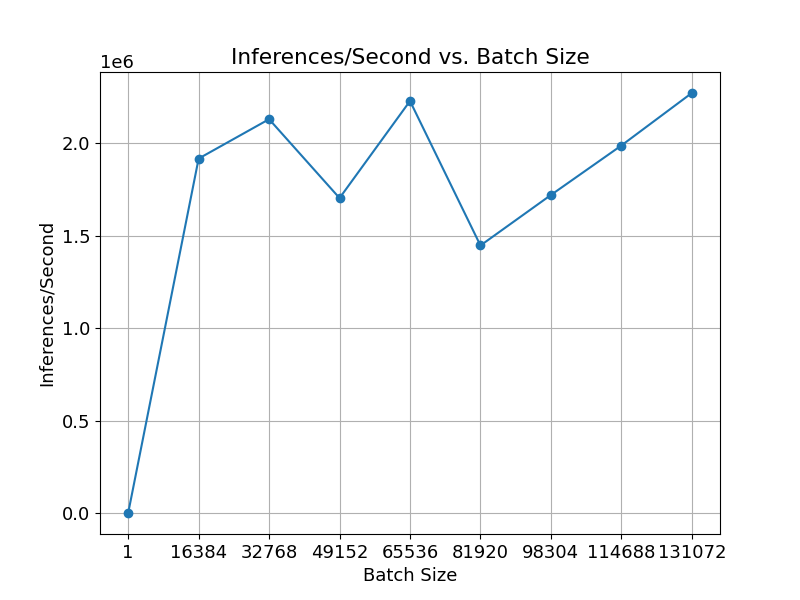 Inferences/Second vs. Batch Size
1e6
2.0
1.5
1.0
0.5
0.0
Inferences/Second
1 16384 32768 49152 65536 81920 98304 114688 131072
Batch Size